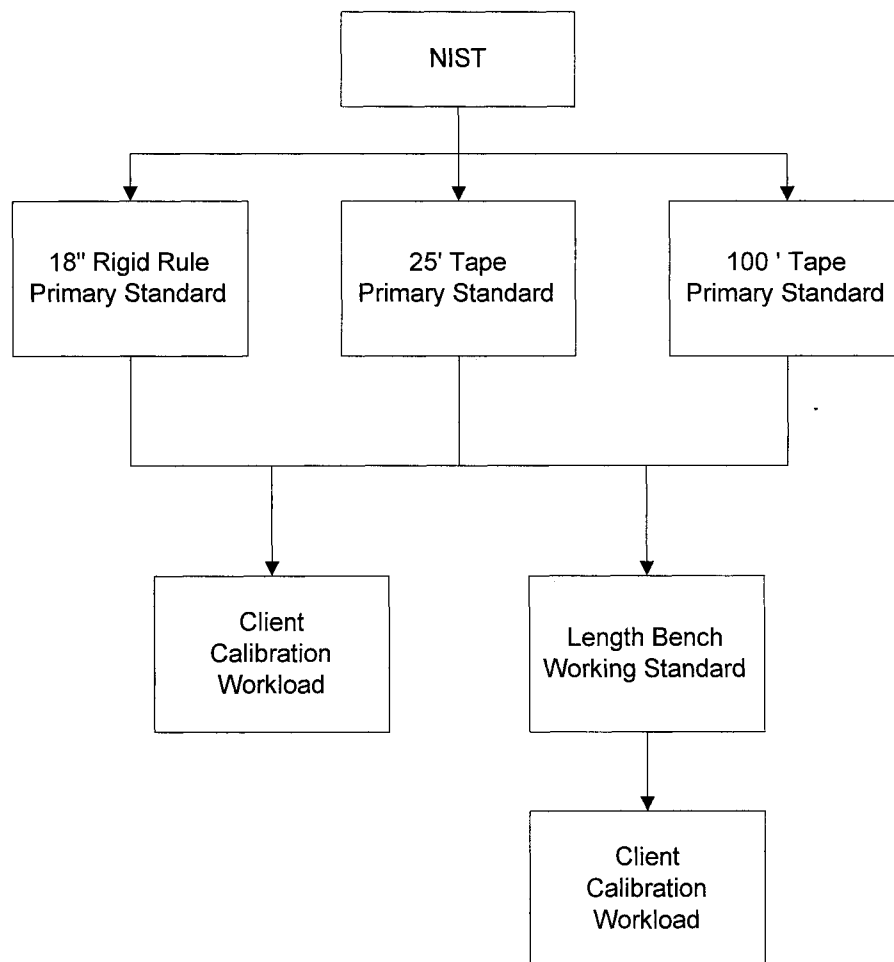 NIST
18" Rigid Rule
Primary Standard
25' Tape
Primary Standard
100 ' Tape
Primary Standard
Client
Calibration
Workload
Length Bench
Working Standard
Client
Calibration
Workload